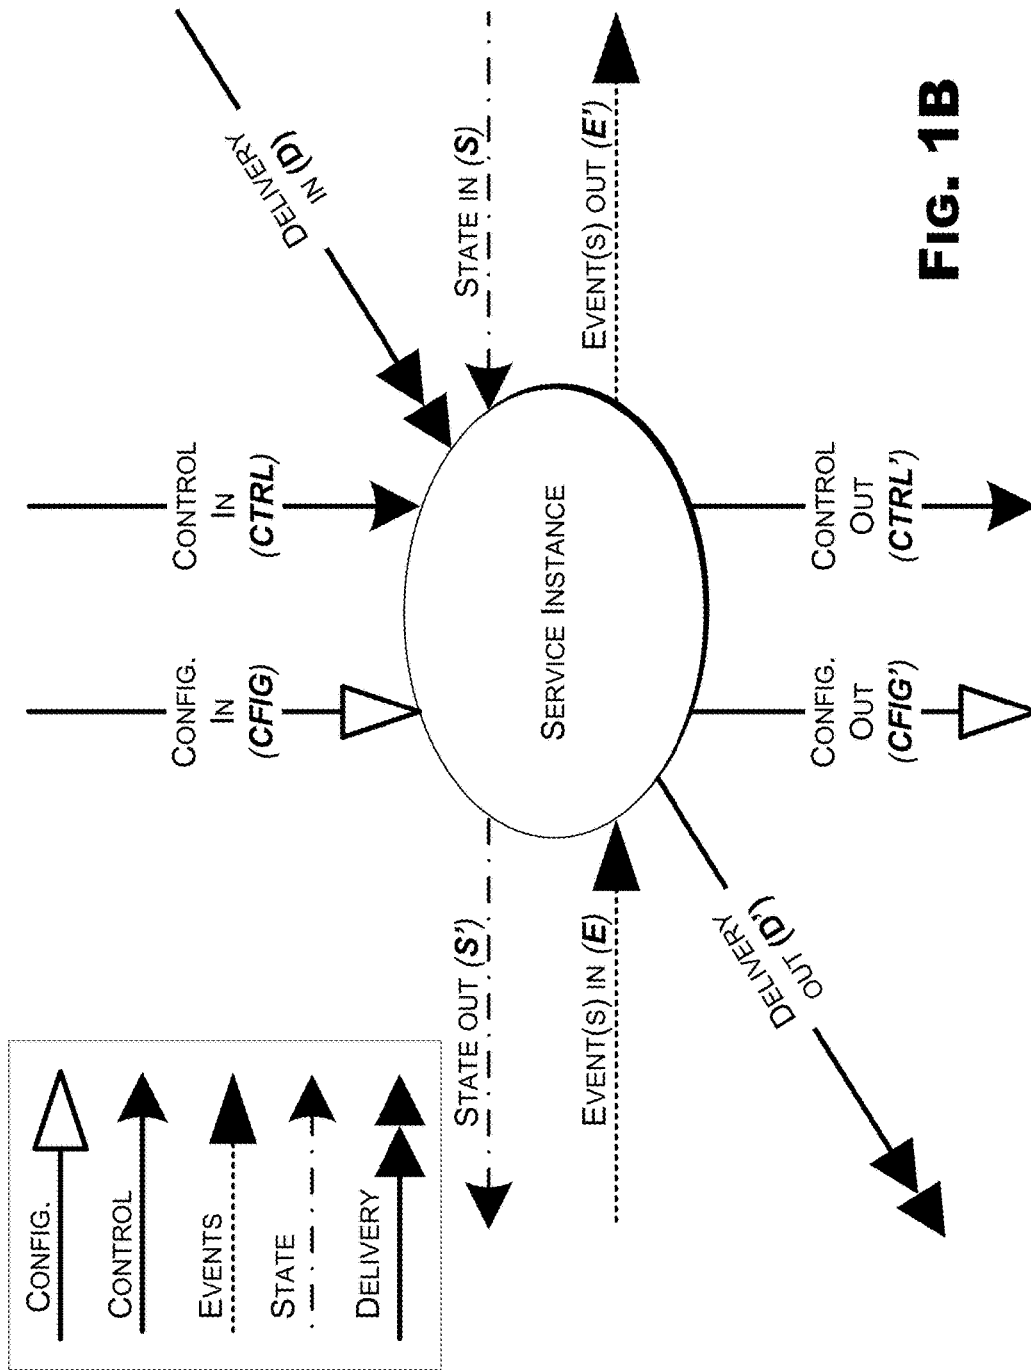 Config.
Control
Events
State
Delivery
Config.
In
(CFIG)
Control
In
(CTRL)
Delivery
in (D)
State out (S')
State in (S)
Service Instance
Event(s) in (E)
Event(s) out (E')
Delivery
out (D')
Config.
Out
(CFIG')
Control
Out
(CTRL')
Fig. 1B